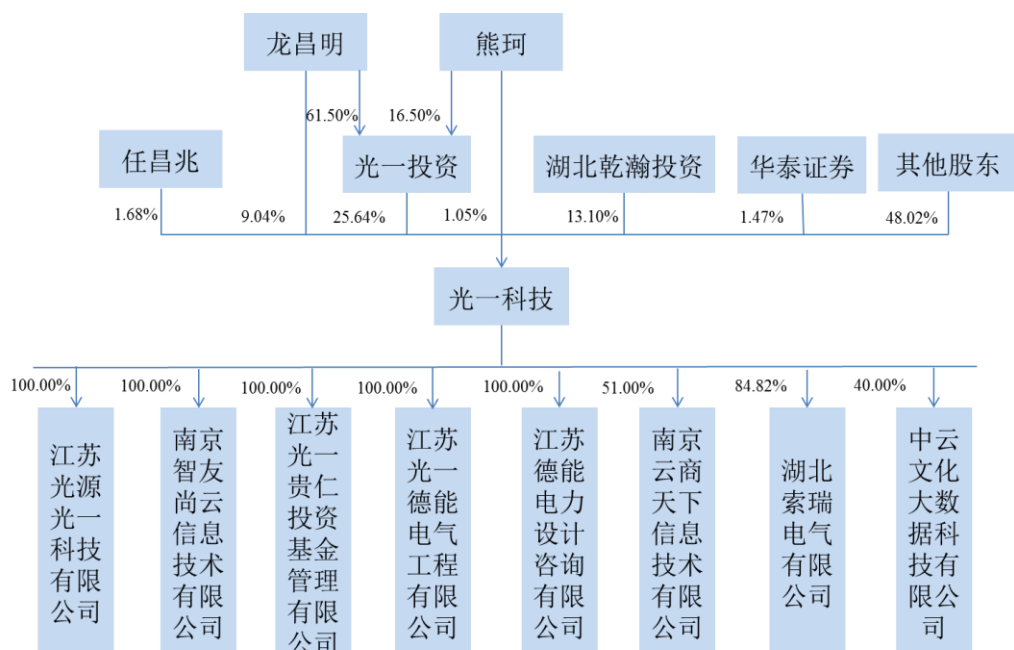 龙昌明
熊珂
61.50%
16.50%
任昌兆
光一投资
湖北乾瀚投资
华泰证券
其他股东
1.68%
9.04%
25.64%
1.05%
13.10%
1.47%
48.02%
光一科技
100.00%
100.00%
100.00%
100.00%
100.00%
51.00%
84.82%
40.00%
江苏
光源
光一
科技
有限
公司
南京
智友
尚云
信息
技术
有限
公司
江苏
光一
贵仁
投资
基金
管理
有限
公司
江苏
光一
德能
电气
工程
有限
公司
江苏
德能
电力
设计
咨询
有限
公司
南京
云商
天下
信息
技术
有限
公司
湖北
索瑞
电气
有限
公司
中云
文化
大数
据科
技有
限公
司